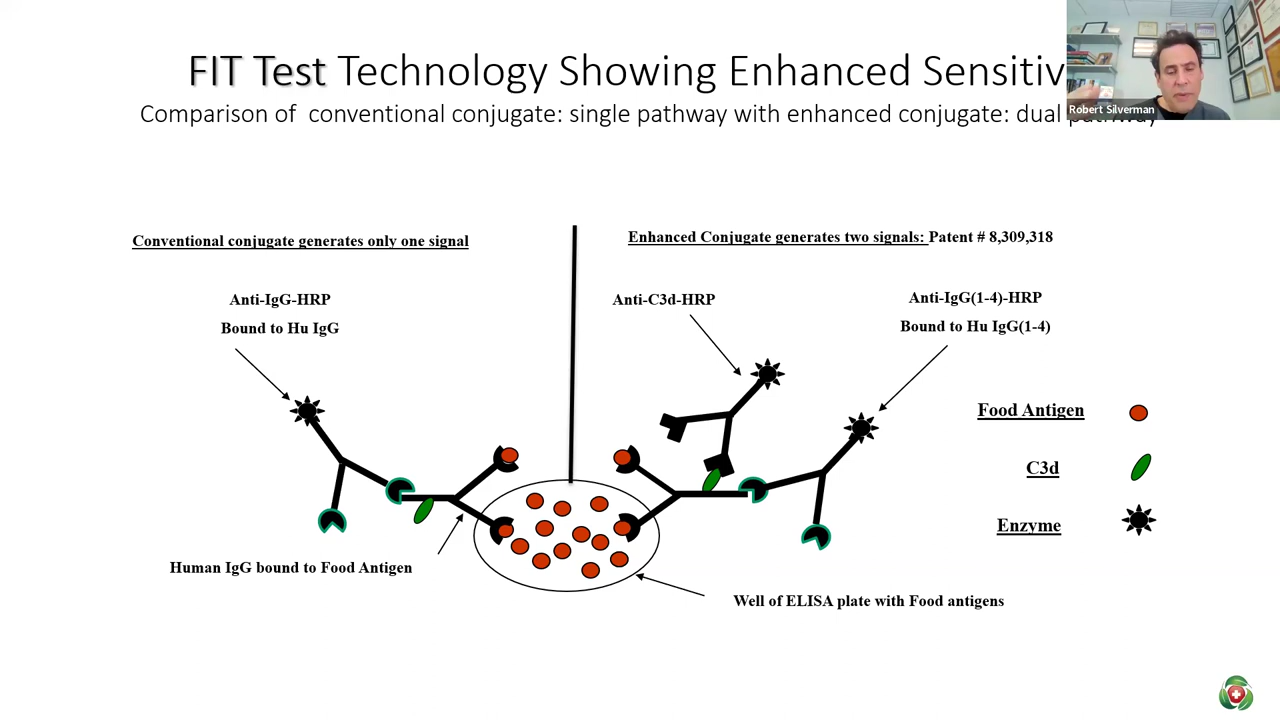 FIT Test Technology Showing Enhanced Sensitiv
Comparison of conventional conjugate: single pathway with enhanced conjugate: dual pathway
Robert Silverman
Conventional conjugate generates only one signal
Enhanced Conjugate generates two signals: Patent # 8,309,318
Anti-IgG-HRP
Bound to Hu IgG
Anti-C3d-HRP
Anti-IgG(1-4)-HRP
Bound to Hu IgG(1-4)
Food Antigen
C3d
Enzyme
Human IgG bound to Food Antigen
Well of ELISA plate with Food antigens